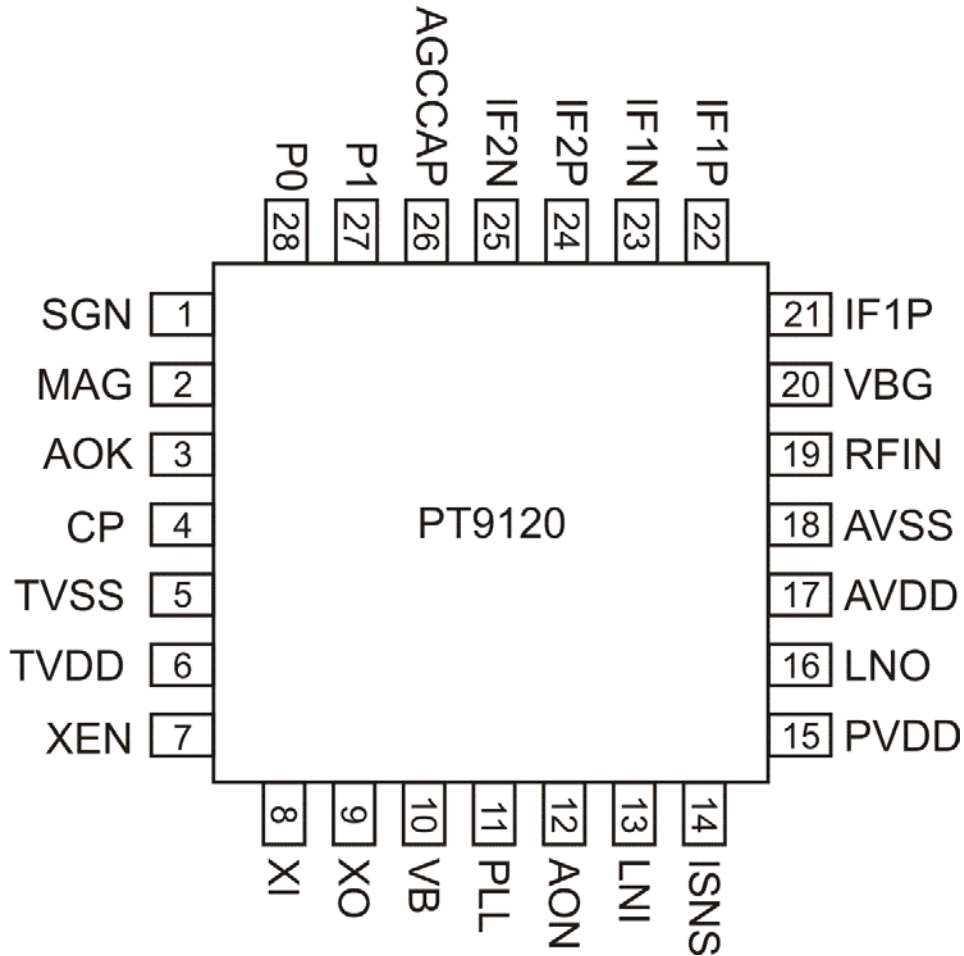 AGCCAP
P0 P1 IF2N IF2P IF1N IF1P
28 27 26 25 24 23 22
SGN 1 21 IF1P
MAG 2 20 VBG
AOK 3 19 RFIN
CP 4 PT9120 18 AVSS
TVSS 5 17 AVDD
TVDD 6 16 LNO
XEN 7 15 PVDD
8 9 10 11 12 13 14
XI XO VB PLL AON LNI ISNS